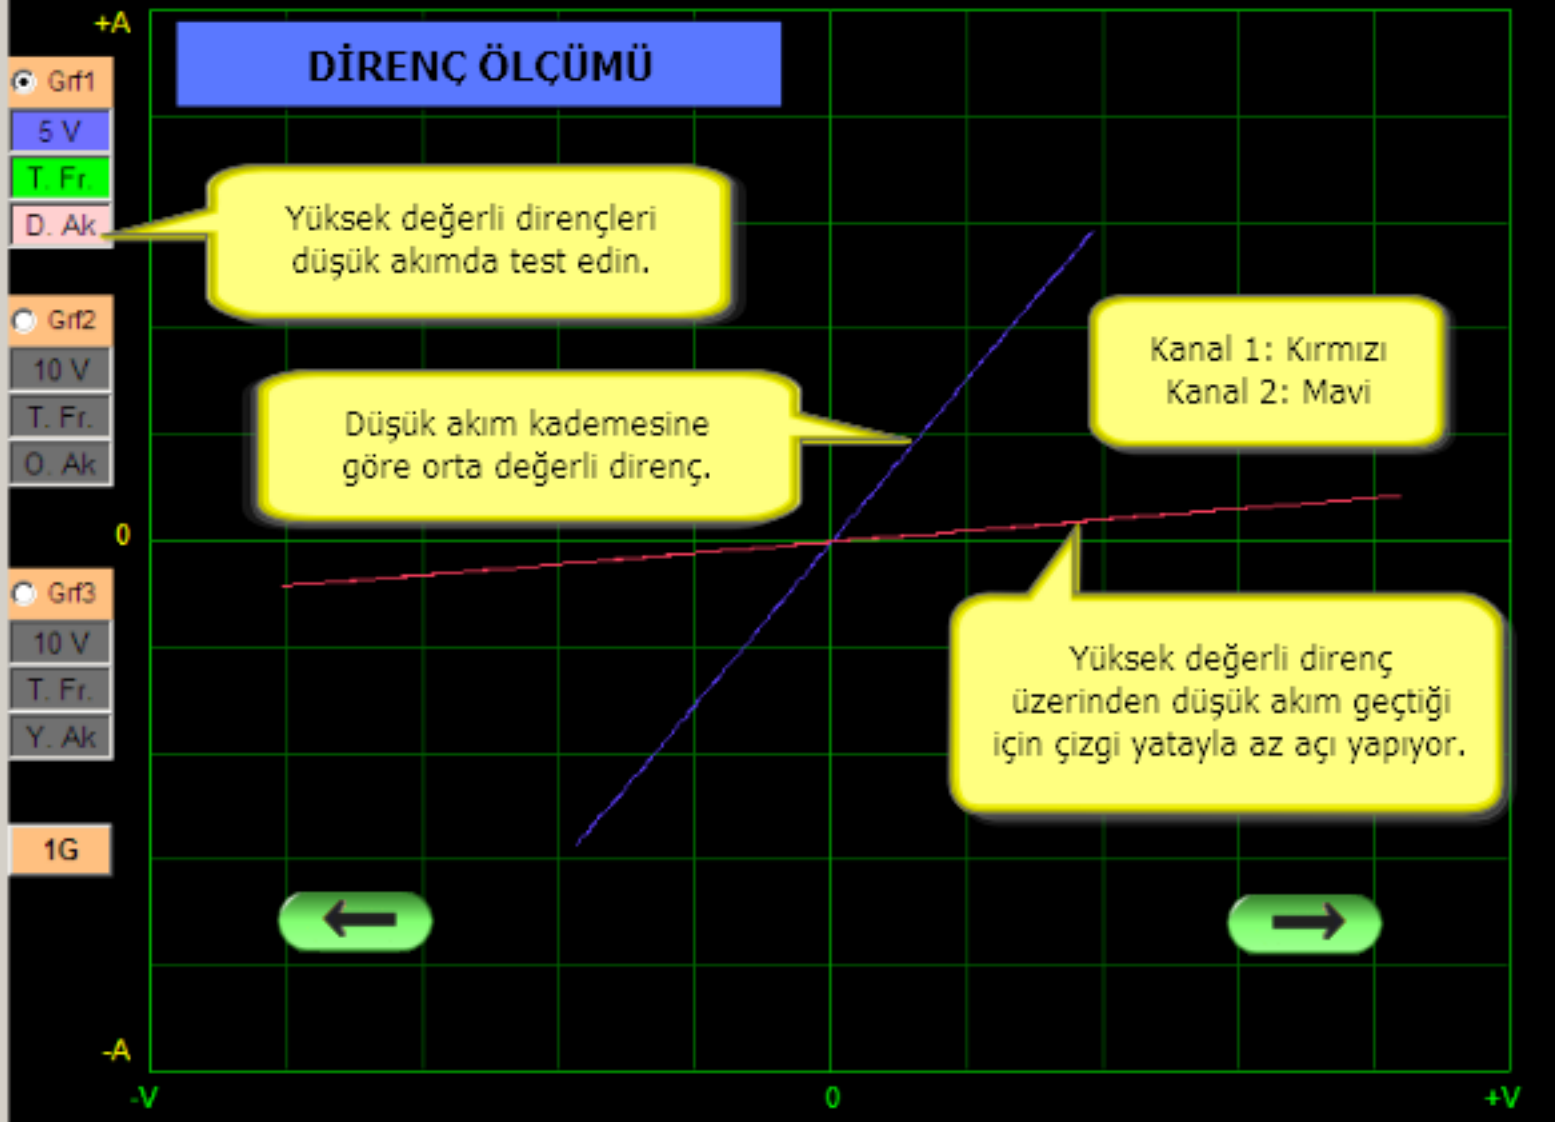 +A
DİRENÇ ÖLÇÜMÜ
Grf1
5 V
T. Fr.
D. Ak
Yüksek değerli dirençleri
düşük akımda test edin.
Grf2
10 V
T. Fr.
O. Ak
Kanal 1: Kırmızı
Kanal 2: Mavi
Düşük akım kademesine
göre orta değerli direnç.
0
Grf3
10 V
T. Fr.
Y. Ak
Yüksek değerli direnç
üzerinden düşük akım geçtiği
için çizgi yatayla az açı yapıyor.
1G
-A
-V
0
+V